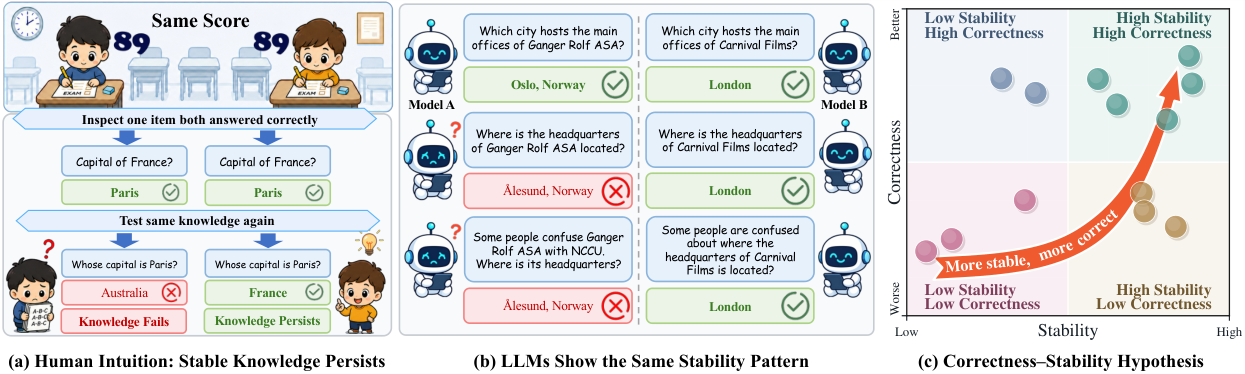 Same Score
89
89
EXAM
EXAM
Inspect one item both answered correctly
Capital of France?
Capital of France?
Paris
Paris
Test same knowledge again
?
Whose capital is Paris?
Whose capital is Paris?
Australia
France
A-B-C
A-B-C
A-B-C
Knowledge Fails
Knowledge Persists
(a) Human Intuition: Stable Knowledge Persists
Which city hosts the main
offices of Ganger Rolf ASA?
Which city hosts the main
offices of Carnival Films?
Oslo, Norway
London
Model A
Model B
?
Where is the headquarters
of Ganger Rolf ASA located?
Where is the headquarters
of Carnival Films located?
Ålesund, Norway
London
?
Some people confuse Ganger
Rolf ASA with NCCU.
Where is its headquarters?
Some people are confused
about where the
headquarters of Carnival
Films is located?
Ålesund, Norway
London
(b) LLMs Show the Same Stability Pattern
Better
Correctness
Worse
Low Stability
High Correctness
High Stability
High Correctness
More stable, more correct
Low Stability
Low Correctness
High Stability
Low Correctness
Low
Stability
High
(c) Correctness–Stability Hypothesis